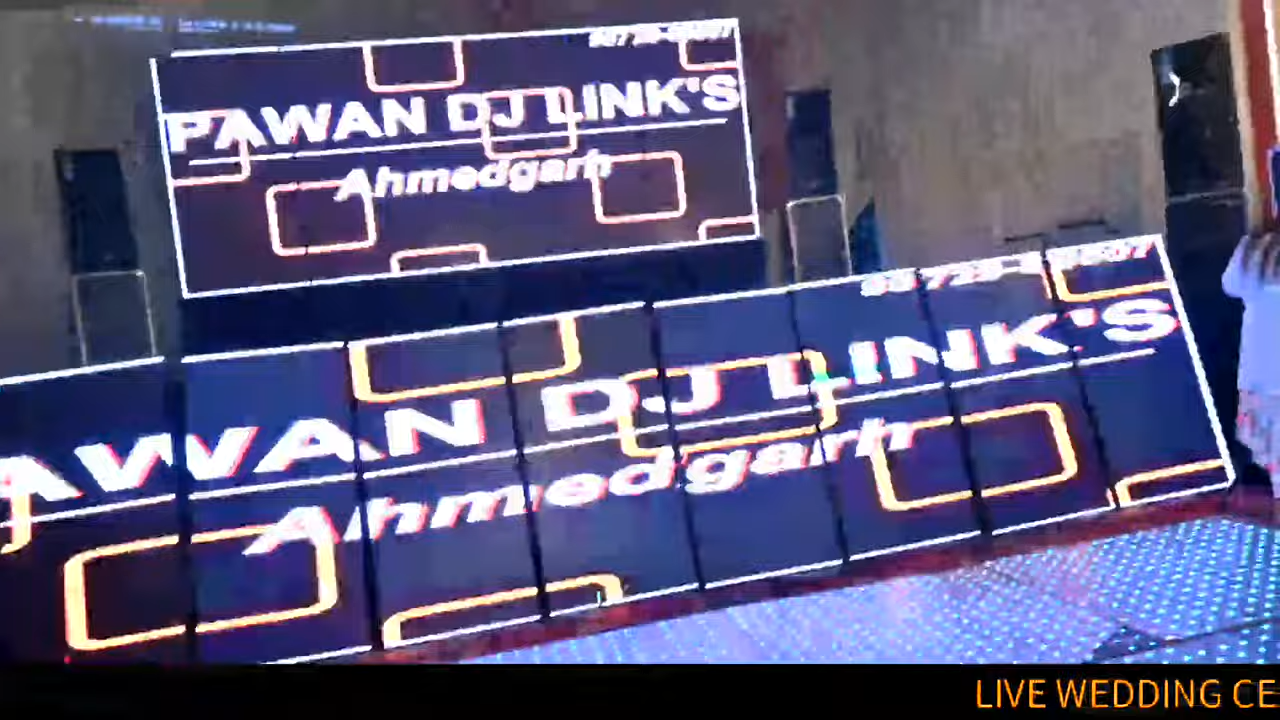 PAWAN DJ LINK'S
Ahmedgarh
AWAN DJ LINK'S
Ahmedgarh
LIVE WEDDING CE